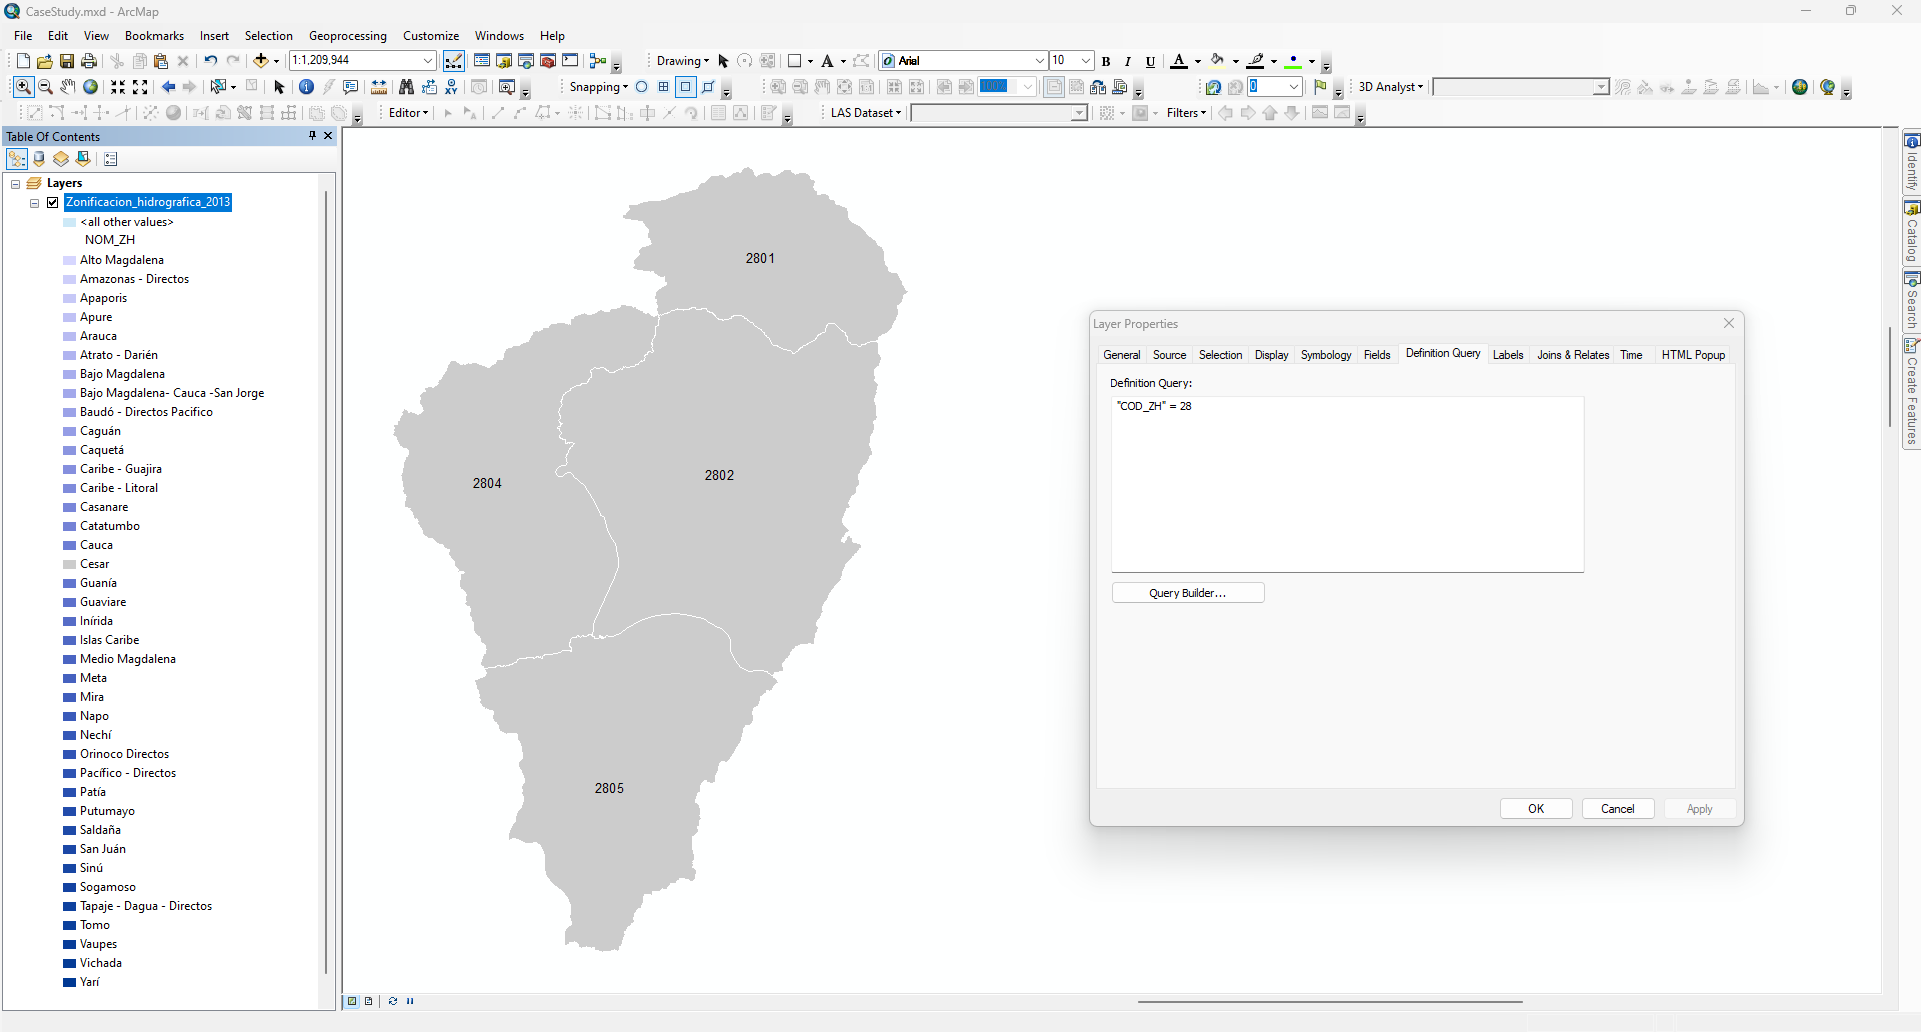 CaseStudy.mxd - ArcMap
File Edit View Bookmarks Insert Selection Geoprocessing Customize Windows Help
1:1,209,944 Drawing A Arial 10 B I U A
Snapping 100% 0 3D Analyst
Editor LAS Dataset Filters
Table Of Contents
Layers
Zonificacion_hidrografica_2013
<all other values>
NOM_ZH
Alto Magdalena
Amazonas - Directos
Apaporis
Apure
Arauca
Atrato - Darién
Bajo Magdalena
Bajo Magdalena- Cauca -San Jorge
Baudó - Directos Pacifico
Caguán
Caquetá
Caribe - Guajira
Caribe - Litoral
Casanare
Catatumbo
Cauca
Cesar
Guanía
Guaviare
Inírida
Islas Caribe
Medio Magdalena
Meta
Mira
Napo
Nechí
Orinoco Directos
Pacífico - Directos
Patía
Putumayo
Saldaña
San Juán
Sinú
Sogamoso
Tapaje - Dagua - Directos
Tomo
Vaupes
Vichada
Yarí
2801
2804
2802
2805
Layer Properties
General Source Selection Display Symbology Fields Definition Query Labels Joins & Relates Time HTML Popup
Definition Query:
"COD_ZH" = 28
Query Builder...
OK Cancel Apply
Identify
Catalog
Search
Create Features